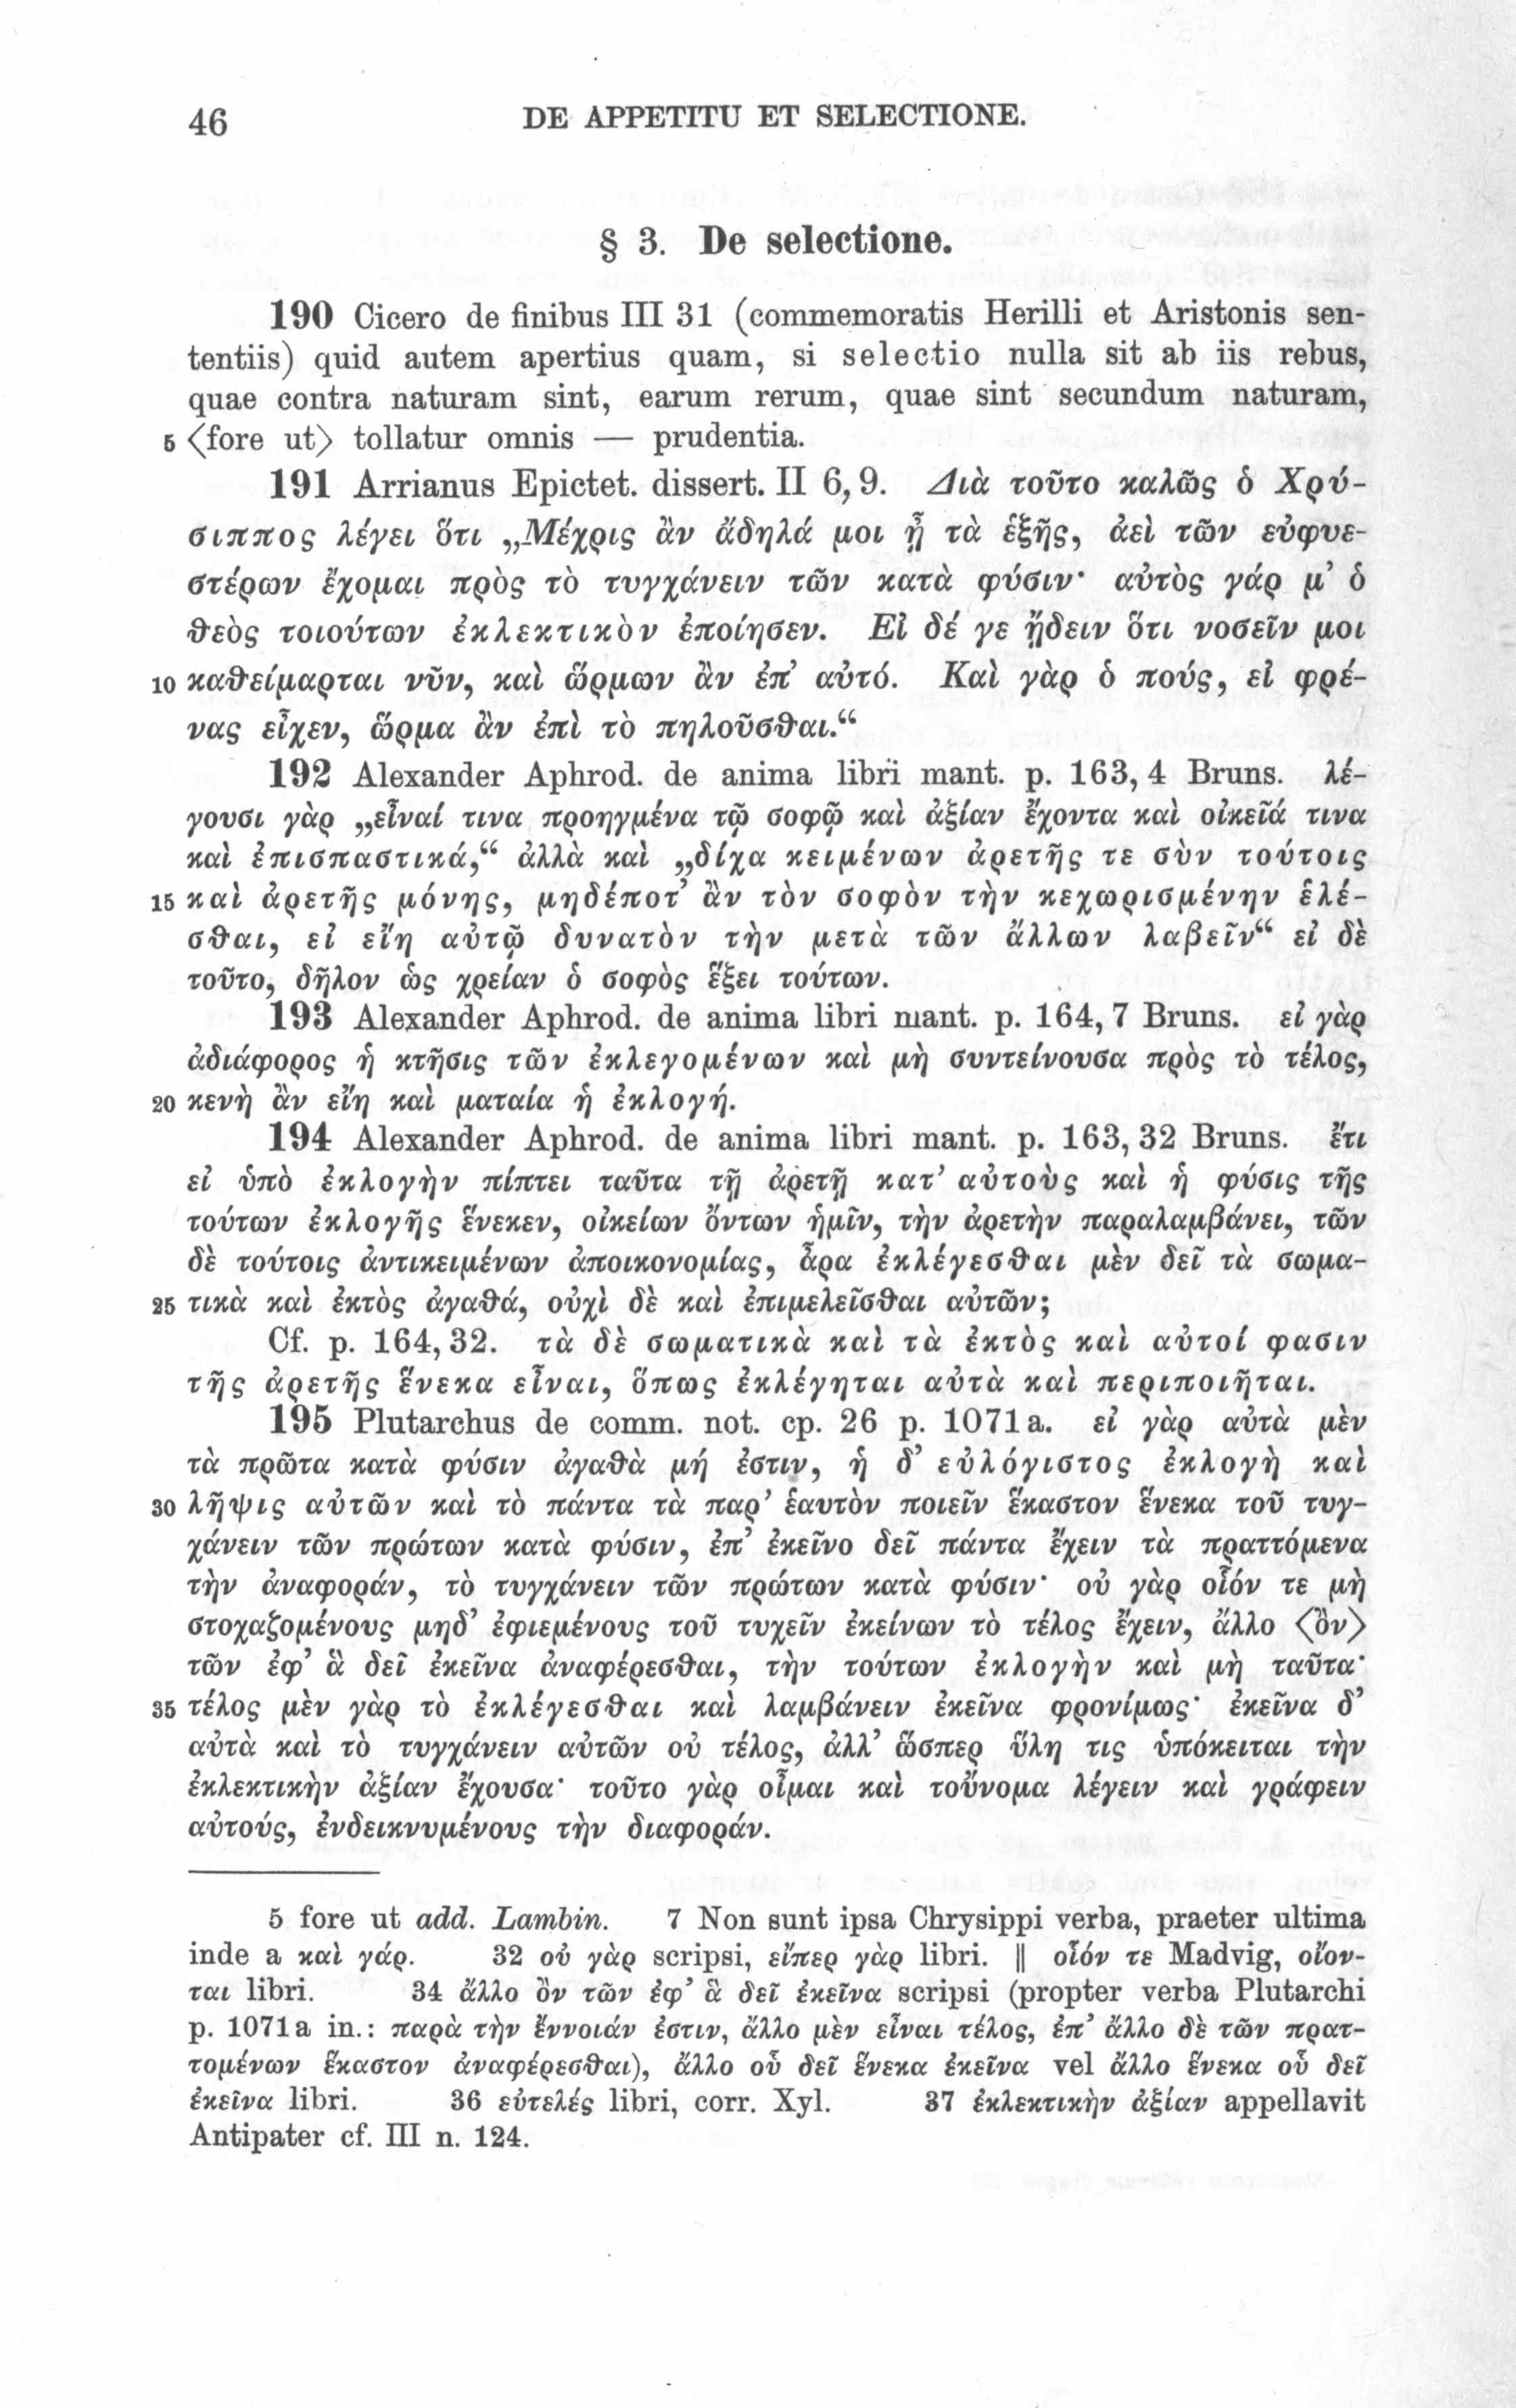 46 DE APPETITU ET SELECTIONE.
§ 3. De selectione.
190 Cicero de finibus III 31 (commemoratis Herilli et Aristonis sen-
tentiis) quid autem apertius quam, si selectio nulla sit ab iis rebus,
quae contra naturam sint, earum rerum, quae sint secundum naturam,
5 〈fore ut〉 tollatur omnis — prudentia.
191 Arrianus Epictet. dissert. II 6, 9. Διὰ τοῦτο καλῶς ὁ Χρύ-
σιππος λέγει ὅτι „Μέχρις ἂν ἄδηλά μοι ᾖ τὰ ἑξῆς, ἀεὶ τῶν εὐφυε-
στέρων ἔχομαι πρὸς τὸ τυγχάνειν τῶν κατὰ φύσιν· αὐτὸς γάρ μ’ ὁ
θεὸς τοιούτων ἐκλεκτικὸν ἐποίησεν. Εἰ δέ γε ᾔδειν ὅτι νοσεῖν μοι
10 καθείμαρται νῦν, καὶ ὥρμων ἂν ἐπ’ αὐτό. Καὶ γὰρ ὁ πούς, εἰ φρέ-
νας εἶχεν, ὥρμα ἂν ἐπὶ τὸ πηλοῦσθαι.“
192 Alexander Aphrod. de anima libri mant. p. 163, 4 Bruns. λέ-
γουσι γὰρ „εἶναί τινα προηγμένα τῷ σοφῷ καὶ ἀξίαν ἔχοντα καὶ οἰκεῖά τινα
καὶ ἐπισπαστικά,“ ἀλλὰ καὶ „δίχα κειμένων ἀρετῆς τε σὺν τούτοις
15 καὶ ἀρετῆς μόνης, μηδέποτ’ ἂν τὸν σοφὸν τὴν κεχωρισμένην ἑλέ-
σθαι, εἰ εἴη αὐτῷ δυνατὸν τὴν μετὰ τῶν ἄλλων λαβεῖν“ εἰ δὲ
τοῦτο, δῆλον ὡς χρείαν ὁ σοφὸς ἕξει τούτων.
193 Alexander Aphrod. de anima libri mant. p. 164, 7 Bruns. εἰ γὰρ
ἀδιάφορος ἡ κτῆσις τῶν ἐκλεγομένων καὶ μὴ συντείνουσα πρὸς τὸ τέλος,
20 κενὴ ἂν εἴη καὶ ματαία ἡ ἐκλογή.
194 Alexander Aphrod. de anima libri mant. p. 163, 32 Bruns. ἔτι
εἰ ὑπὸ ἐκλογὴν πίπτει ταῦτα τῇ ἀρετῇ κατ’ αὐτοὺς καὶ ἡ φύσις τῆς
τούτων ἐκλογῆς ἕνεκεν, οἰκείων ὄντων ἡμῖν, τὴν ἀρετὴν παραλαμβάνει, τῶν
δὲ τούτοις ἀντικειμένων ἀποικονομίας, ἆρα ἐκλέγεσθαι μὲν δεῖ τὰ σωμα-
25 τικὰ καὶ ἐκτὸς ἀγαθά, οὐχὶ δὲ καὶ ἐπιμελεῖσθαι αὐτῶν;
Cf. p. 164, 32. τὰ δὲ σωματικὰ καὶ τὰ ἐκτὸς καὶ αὐτοί φασιν
τῆς ἀρετῆς ἕνεκα εἶναι, ὅπως ἐκλέγηται αὐτὰ καὶ περιποιῆται.
195 Plutarchus de comm. not. cp. 26 p. 1071 a. εἰ γὰρ αὐτὰ μὲν
τὰ πρῶτα κατὰ φύσιν ἀγαθὰ μή ἐστιν, ἡ δ’ εὐλόγιστος ἐκλογὴ καὶ
30 λῆψις αὐτῶν καὶ τὸ πάντα τὰ παρ’ ἑαυτὸν ποιεῖν ἕκαστον ἕνεκα τοῦ τυγ-
χάνειν τῶν πρώτων κατὰ φύσιν, ἐπ’ ἐκεῖνο δεῖ πάντα ἔχειν τὰ πραττόμενα
τὴν ἀναφοράν, τὸ τυγχάνειν τῶν πρώτων κατὰ φύσιν· οὐ γὰρ οἷόν τε μὴ
στοχαζομένους μηδ’ ἐφιεμένους τοῦ τυχεῖν ἐκείνων τὸ τέλος ἔχειν, ἄλλο 〈ὂν〉
τῶν ἐφ’ ἃ δεῖ ἐκεῖνα ἀναφέρεσθαι, τὴν τούτων ἐκλογὴν καὶ μὴ ταῦτα·
35 τέλος μὲν γὰρ τὸ ἐκλέγεσθαι καὶ λαμβάνειν ἐκεῖνα φρονίμως· ἐκεῖνα δ’
αὐτὰ καὶ τὸ τυγχάνειν αὐτῶν οὐ τέλος, ἀλλ’ ὥσπερ ὕλη τις ὑπόκειται τὴν
ἐκλεκτικὴν ἀξίαν ἔχουσα· τοῦτο γὰρ οἶμαι καὶ τοὔνομα λέγειν καὶ γράφειν
αὐτούς, ἐνδεικνυμένους τὴν διαφοράν.
5 fore ut add. Lambin. 7 Non sunt ipsa Chrysippi verba, praeter ultima
inde a καὶ γάρ. 32 οὐ γὰρ scripsi, εἴπερ γὰρ libri. || οἷόν τε Madvig, οἴον-
ται libri. 34 ἄλλο ὂν τῶν ἐφ’ ἃ δεῖ ἐκεῖνα scripsi (propter verba Plutarchi
p. 1071 a in.: παρὰ τὴν ἔννοιάν ἐστιν, ἄλλο μὲν εἶναι τέλος, ἐπ’ ἄλλο δὲ τῶν πρατ-
τομένων ἕκαστον ἀναφέρεσθαι), ἄλλο οὗ δεῖ ἕνεκα ἐκεῖνα vel ἄλλο ἕνεκα οὗ δεῖ
ἐκεῖνα libri. 36 εὐτελές libri, corr. Xyl. 37 ἐκλεκτικὴν ἀξίαν appellavit
Antipater cf. III n. 124.